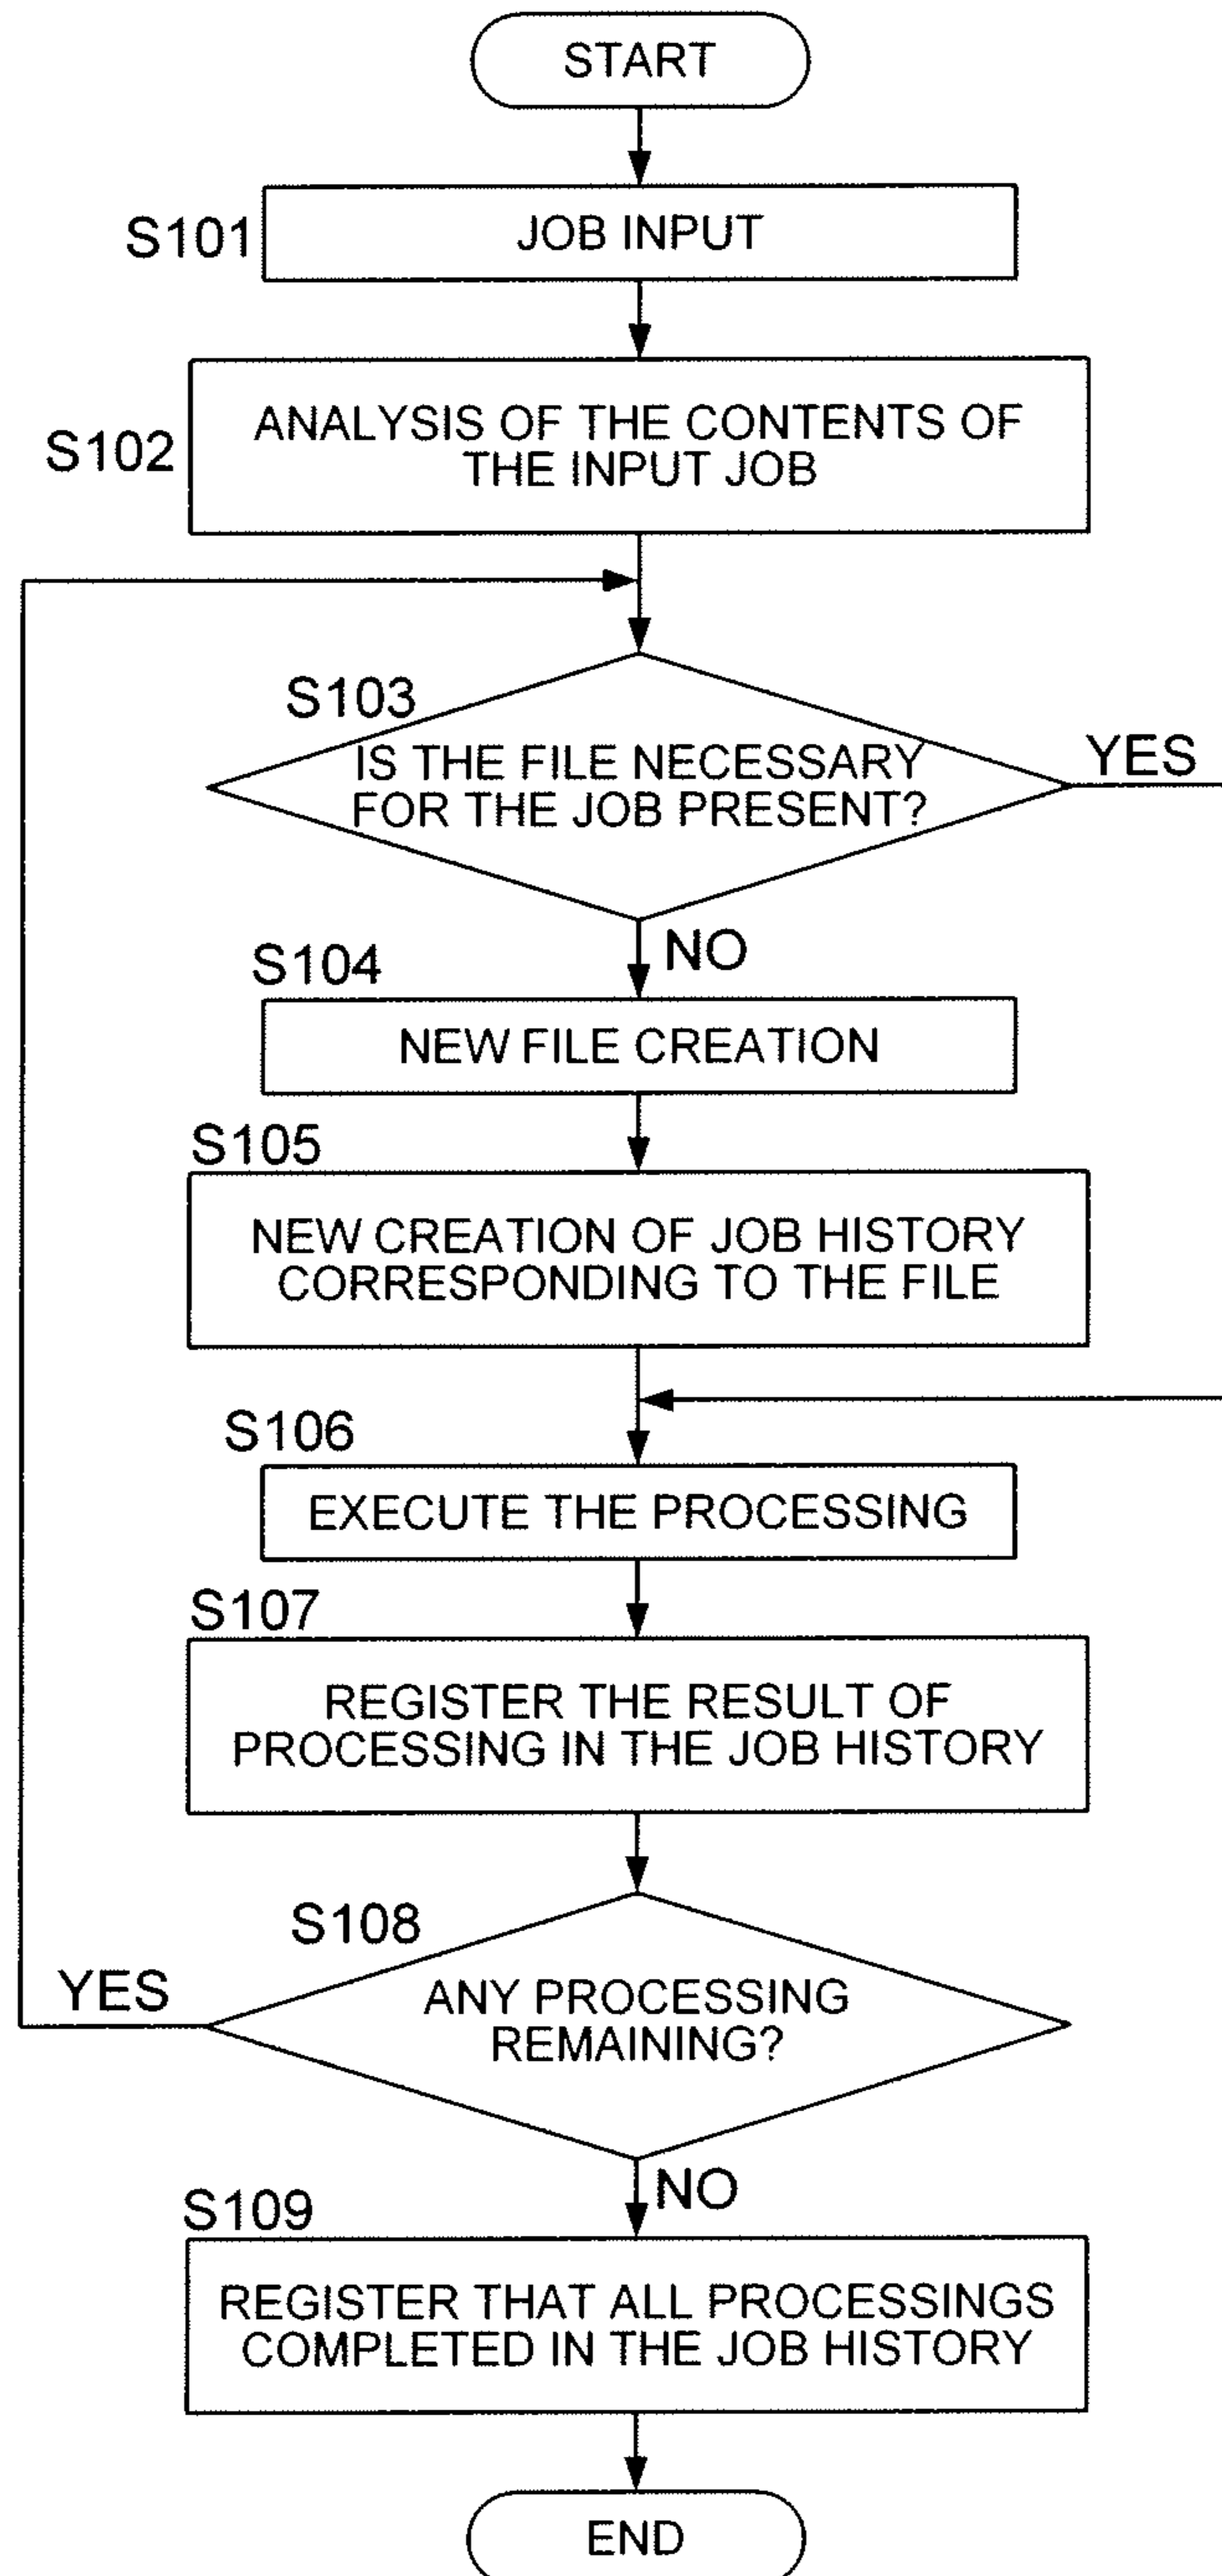 START
S101
JOB INPUT
S102
ANALYSIS OF THE CONTENTS OF
THE INPUT JOB
S103
IS THE FILE NECESSARY
FOR THE JOB PRESENT?
YES
NO
S104
NEW FILE CREATION
S105
NEW CREATION OF JOB HISTORY
CORRESPONDING TO THE FILE
S106
EXECUTE THE PROCESSING
S107
REGISTER THE RESULT OF
PROCESSING IN THE JOB HISTORY
S108
ANY PROCESSING
REMAINING?
YES
NO
S109
REGISTER THAT ALL PROCESSINGS
COMPLETED IN THE JOB HISTORY
END